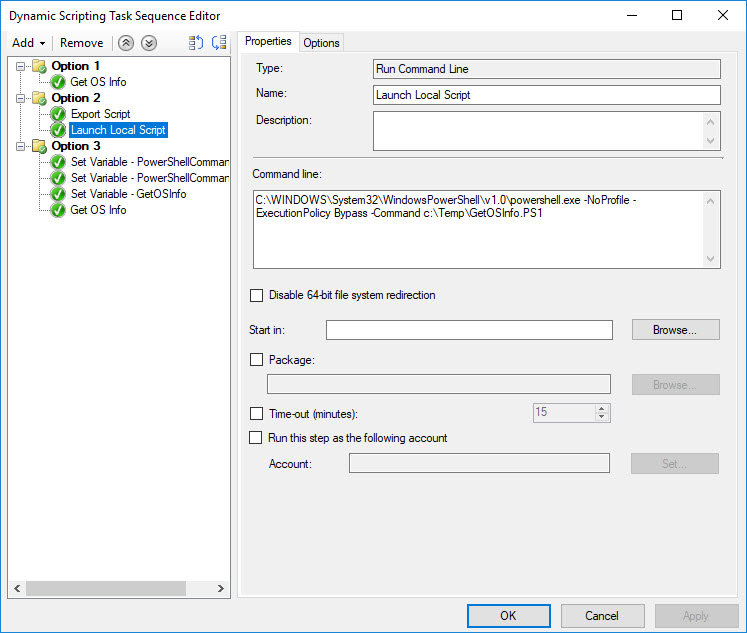 Dynamic Scripting Task Sequence Editor
Add Remove
Properties Options
Option 1
Get OS Info
Option 2
Export Script
Launch Local Script
Option 3
Set Variable - PowerShellComman
Set Variable - PowerShellComman
Set Variable - GetOSInfo
Get OS Info
Type: Run Command Line
Name: Launch Local Script
Description:
Command line:
C:\WINDOWS\System32\WindowsPowerShell\v1.0\powershell.exe -NoProfile -
ExecutionPolicy Bypass -Command c:\Temp\GetOSInfo.PS1
Disable 64-bit file system redirection
Start in: Browse...
Package:
Browse...
Time-out (minutes): 15
Run this step as the following account
Account: Set...
OK Cancel Apply